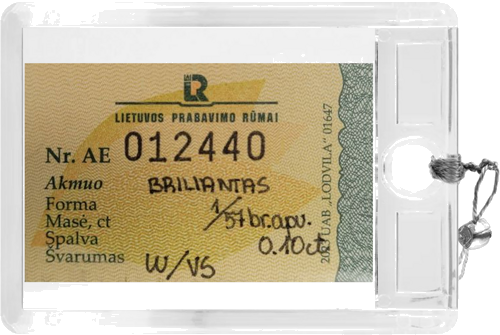 LR
LIETUVOS PRABAVIMO RŪMAI
Nr. AE 012440
Akmuo BRILIANTAS
Forma 1/57 br.apv.
Masė, ct 0.10ct
Spalva
Švarumas W/VS
UAB „LODVILA“ 01647